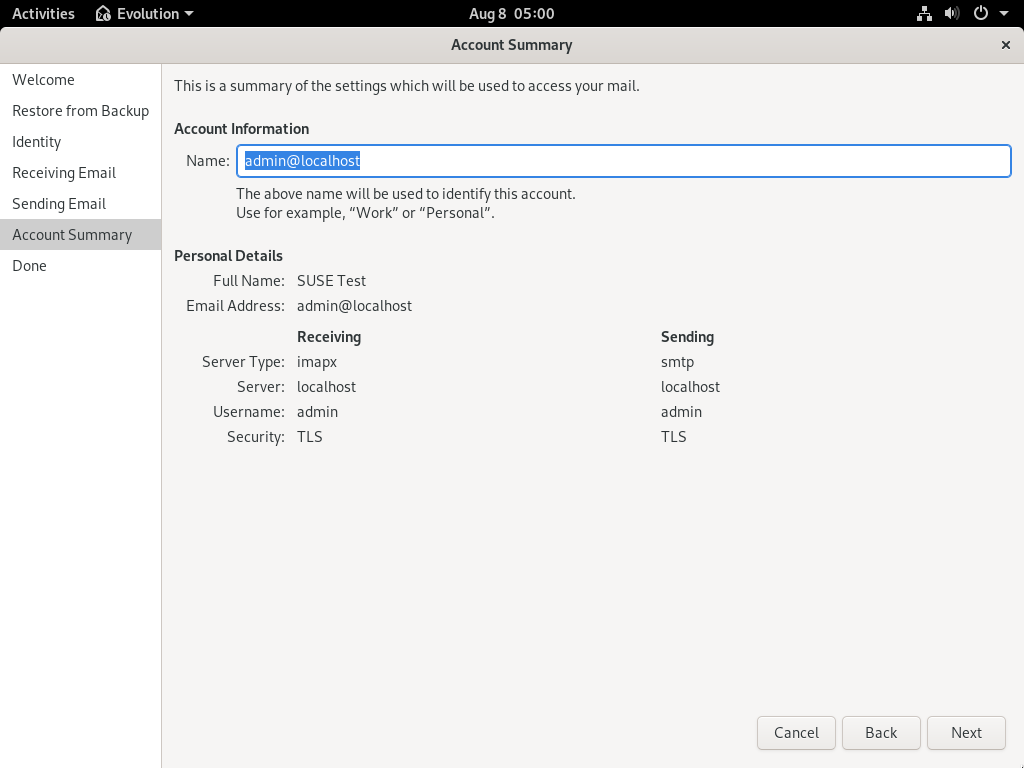 Activities Evolution Aug 8 05:00
Account Summary ×
Welcome
Restore from Backup
Identity
Receiving Email
Sending Email
Account Summary
Done
This is a summary of the settings which will be used to access your mail.
Account Information
Name: admin@localhost
The above name will be used to identify this account.
Use for example, “Work” or “Personal”.
Personal Details
Full Name: SUSE Test
Email Address: admin@localhost
Receiving Sending
Server Type: imapx smtp
Server: localhost localhost
Username: admin admin
Security: TLS TLS
Cancel Back Next